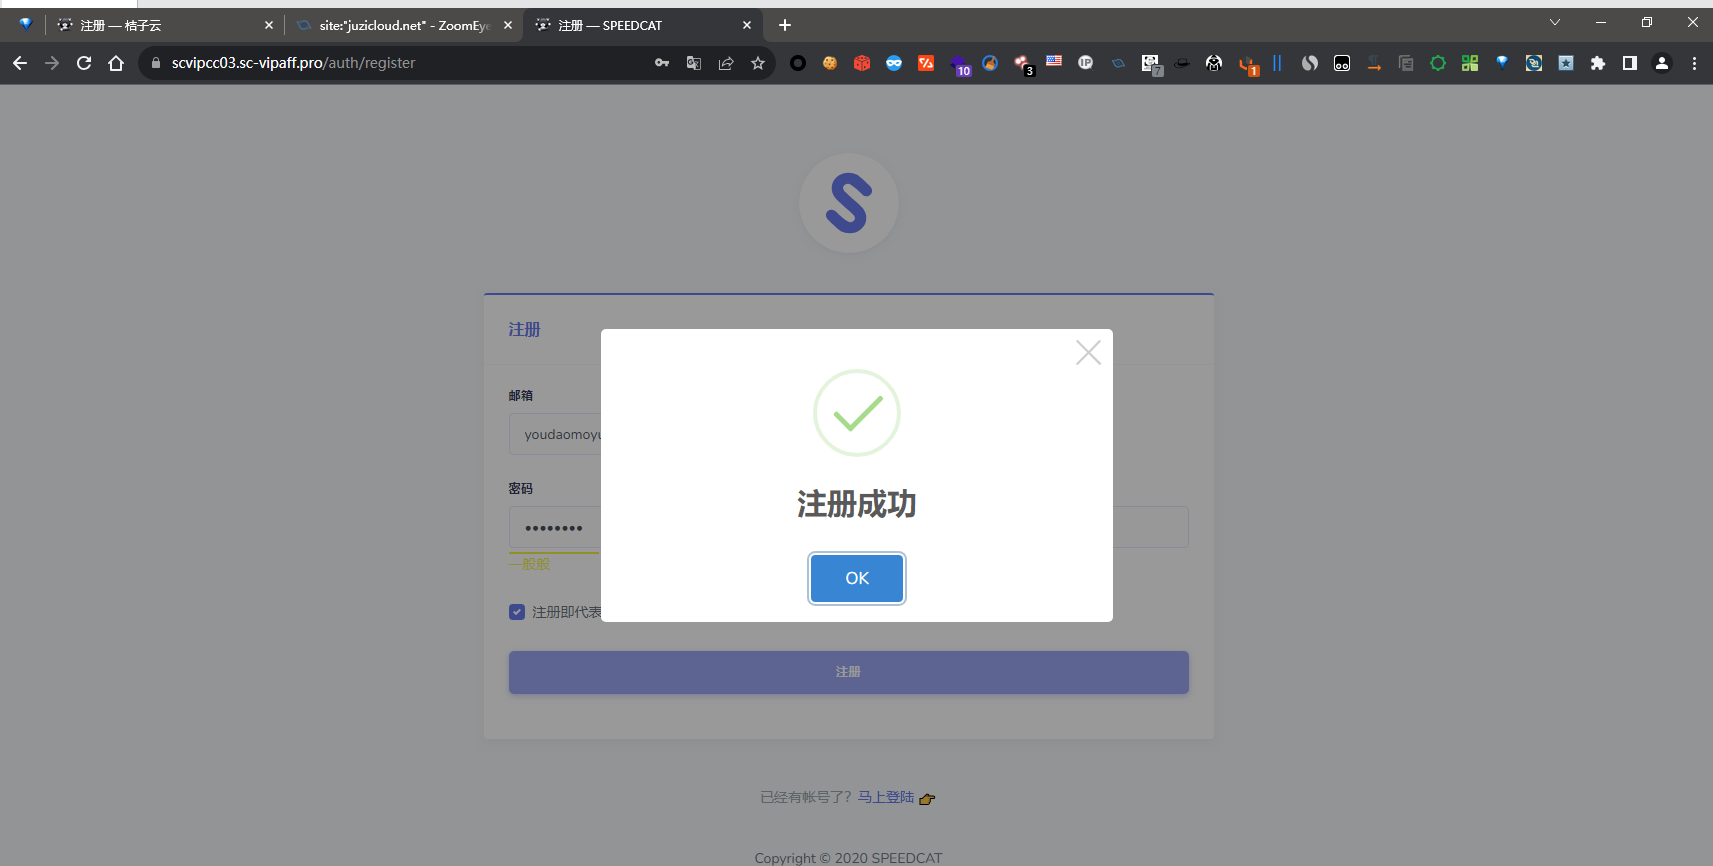 注册 — 桔子云
site:"juzicloud.net" - ZoomEye
注册 — SPEEDCAT
scvipcc03.sc-vipaff.pro/auth/register
10
3
IP
7
1
S
注册
邮箱
youdaomoyu
密码
••••••••
一般般
注册即代表
注册
注册成功
OK
已经有帐号了？马上登陆 👉
Copyright © 2020 SPEEDCAT